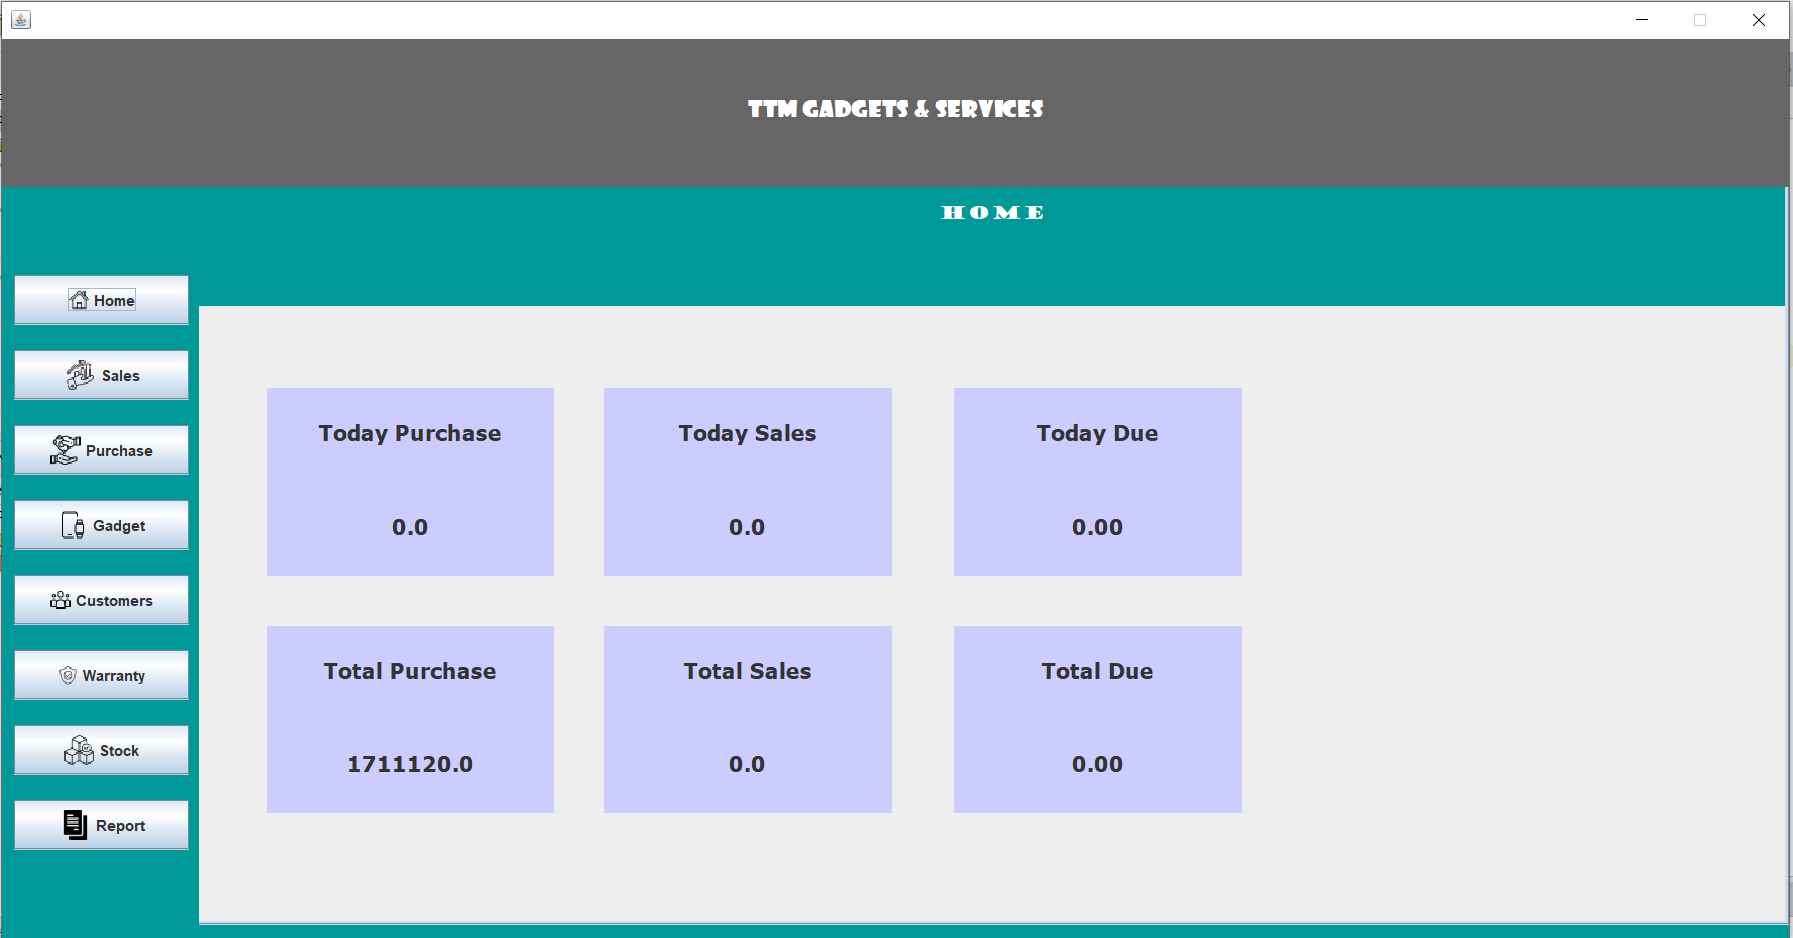 TTM GADGETS & SERVICES
HOME
Home
Sales
Purchase
Gadget
Customers
Warranty
Stock
Report
Today Purchase
0.0
Today Sales
0.0
Today Due
0.00
Total Purchase
1711120.0
Total Sales
0.0
Total Due
0.00